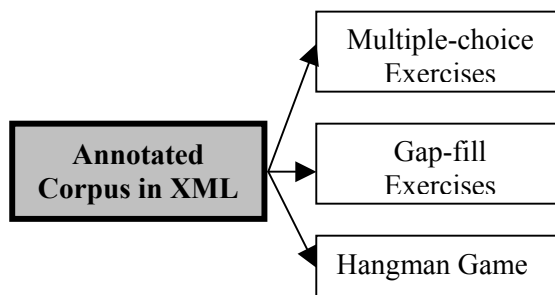 Multiple-choice
Exercises
Annotated
Corpus in XML
Gap-fill
Exercises
Hangman Game